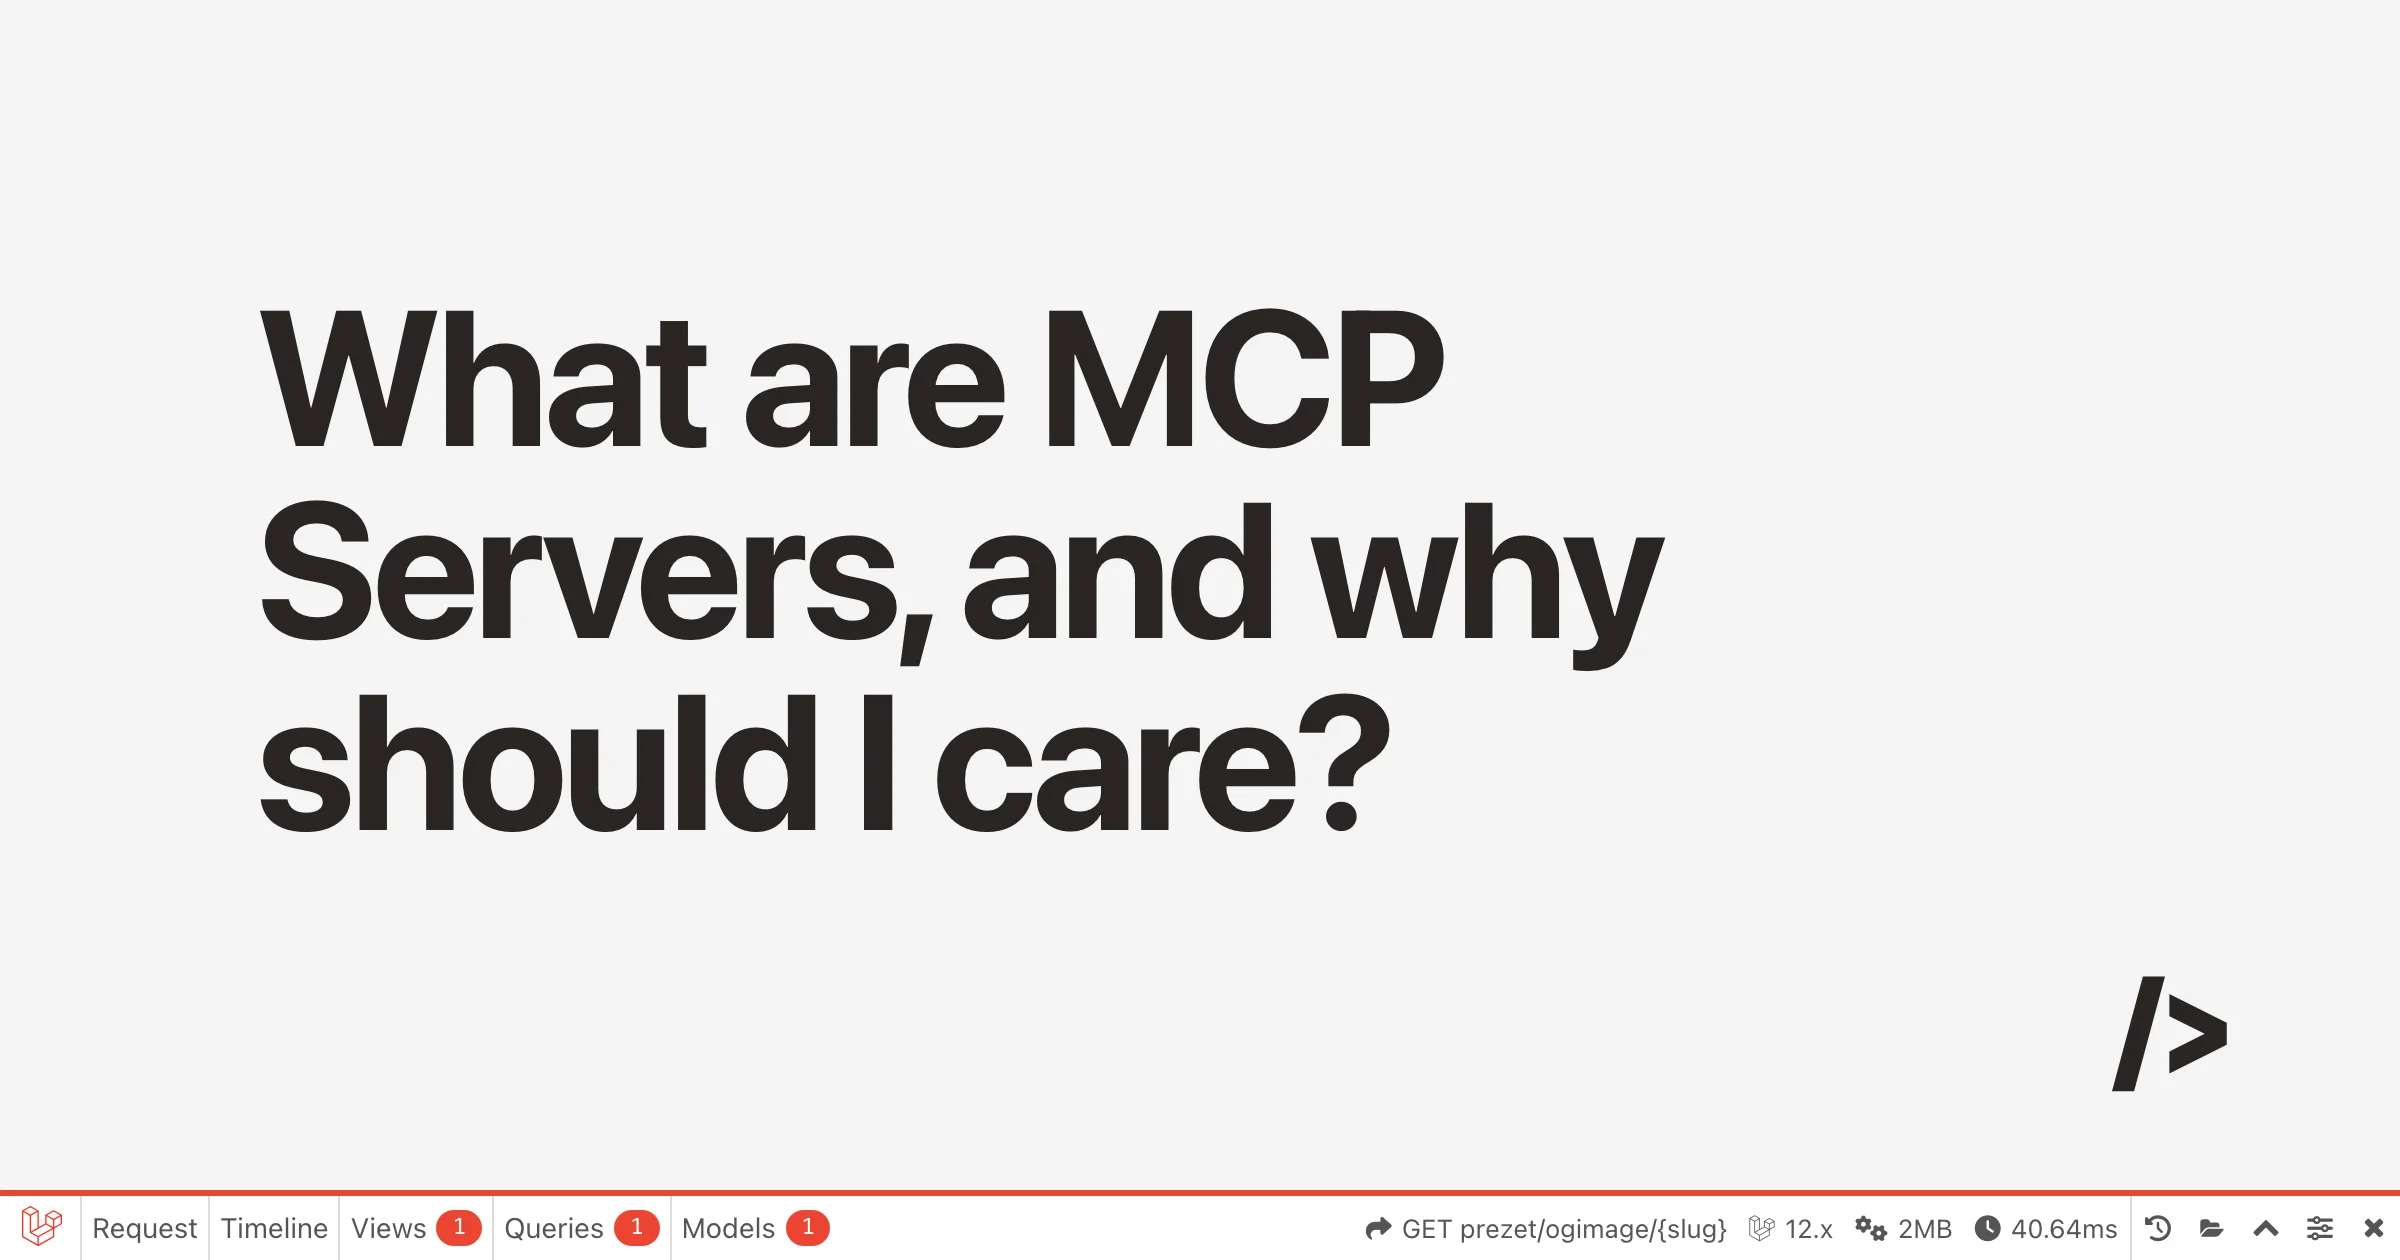 What are MCP
Servers, and why
should I care?
/>
Request Timeline Views 1 Queries 1 Models 1 GET prezet/ogimage/{slug} 12.x 2MB 40.64ms